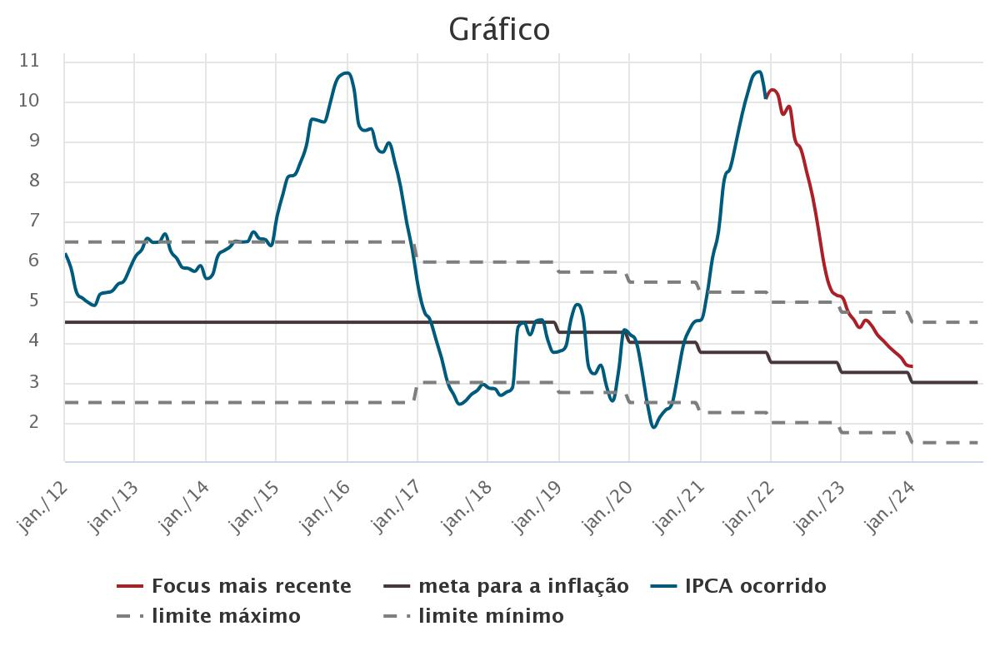 Gráfico
11
10
9
8
7
6
5
4
3
2
jan./12 jan./13 jan./14 jan./15 jan./16 jan./17 jan./18 jan./19 jan./20 jan./21 jan./22 jan./23 jan./24
Focus mais recente meta para a inflação IPCA ocorrido
limite máximo limite mínimo